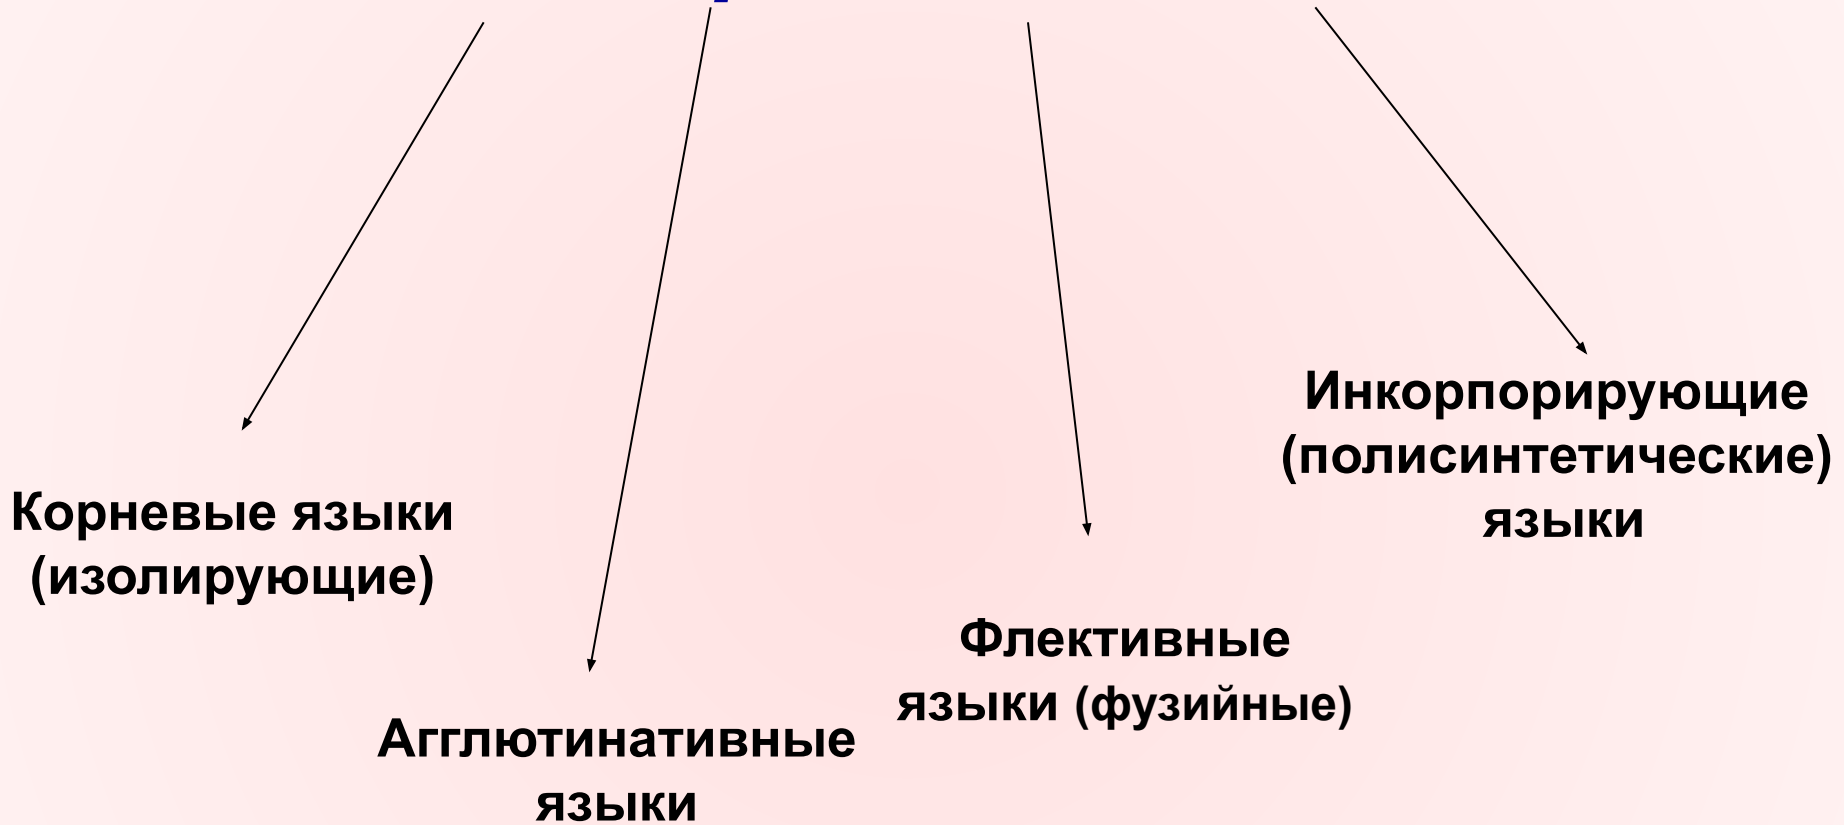 Корневые языки
(изолирующие)
Агглютинативные
языки
Флективные
языки (фузийные)
Инкорпорирующие
(полисинтетические)
языки